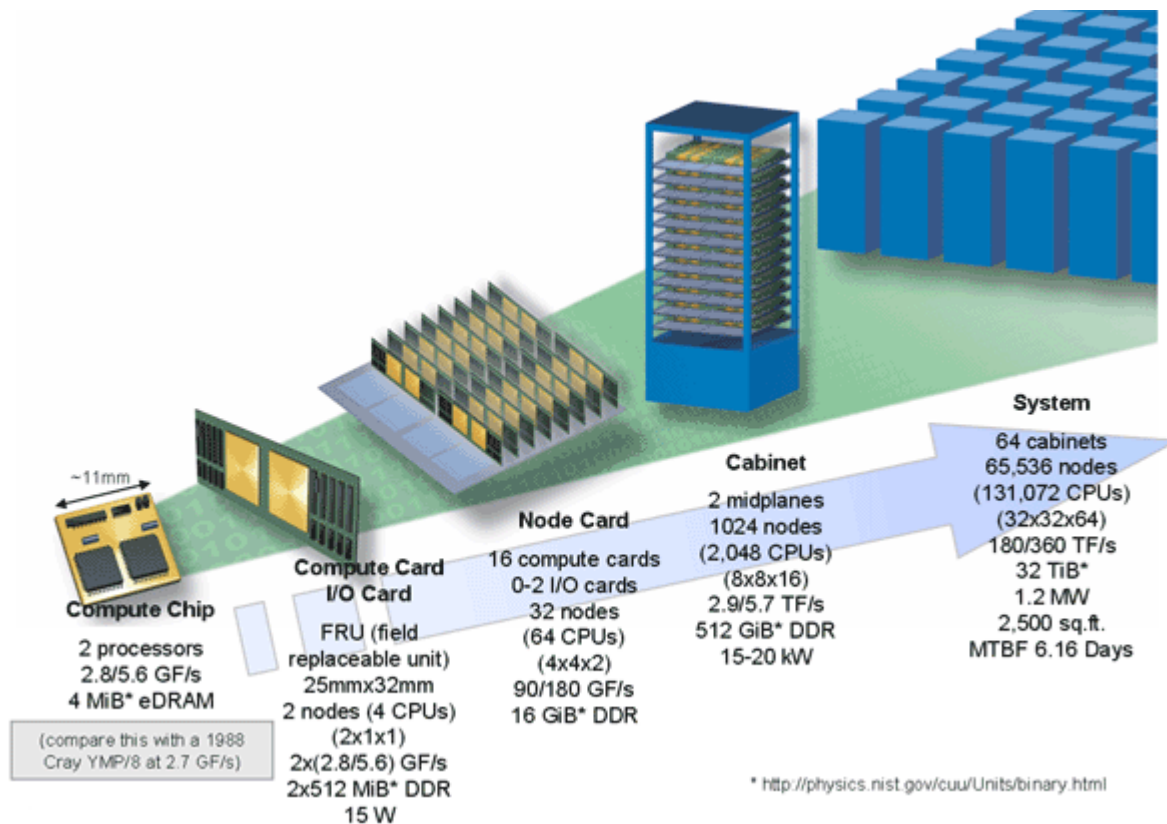 ~11mm
Compute Chip
2 processors
2.8/5.6 GF/s
4 MiB* eDRAM
(compare this with a 1988
Cray YMP/8 at 2.7 GF/s)
Compute Card
I/O Card
FRU (field
replaceable unit)
25mmx32mm
2 nodes (4 CPUs)
(2x1x1)
2x(2.8/5.6) GF/s
2x512 MiB* DDR
15 W
Node Card
16 compute cards
0-2 I/O cards
32 nodes
(64 CPUs)
(4x4x2)
90/180 GF/s
16 GiB* DDR
Cabinet
2 midplanes
1024 nodes
(2,048 CPUs)
(8x8x16)
2.9/5.7 TF/s
512 GiB* DDR
15-20 kW
System
64 cabinets
65,536 nodes
(131,072 CPUs)
(32x32x64)
180/360 TF/s
32 TiB*
1.2 MW
2,500 sq.ft.
MTBF 6.16 Days
* http://physics.nist.gov/cuu/Units/binary.html